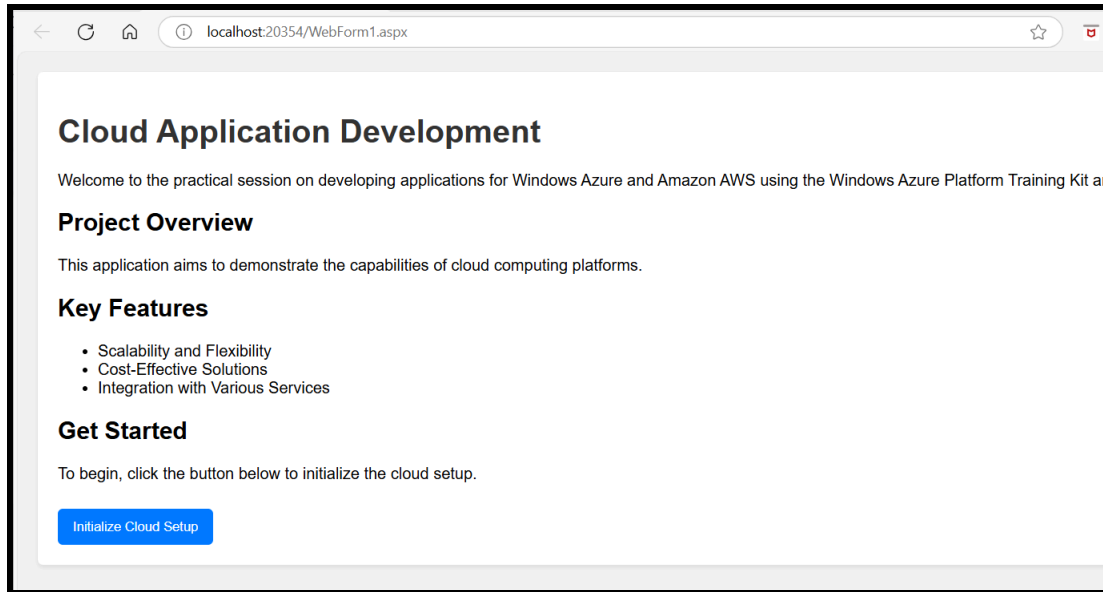 localhost:20354/WebForm1.aspx
Cloud Application Development
Welcome to the practical session on developing applications for Windows Azure and Amazon AWS using the Windows Azure Platform Training Kit
Project Overview
This application aims to demonstrate the capabilities of cloud computing platforms.
Key Features
• Scalability and Flexibility
• Cost-Effective Solutions
• Integration with Various Services
Get Started
To begin, click the button below to initialize the cloud setup.
Initialize Cloud Setup